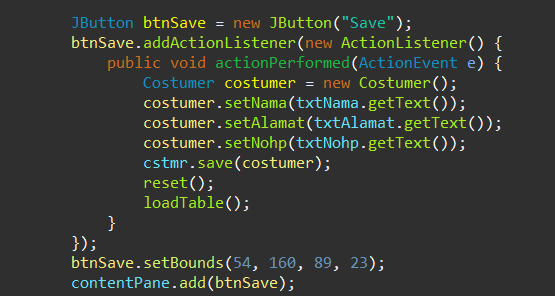 JButton btnSave = new JButton("Save");
btnSave.addActionListener(new ActionListener() {
    public void actionPerformed(ActionEvent e) {
        Costumer costumer = new Costumer();
        costumer.setNama(txtNama.getText());
        costumer.setAlamat(txtAlamat.getText());
        costumer.setNohp(txtNohp.getText());
        cstmr.save(costumer);
        reset();
        loadTable();
    }
});
btnSave.setBounds(54, 160, 89, 23);
contentPane.add(btnSave);